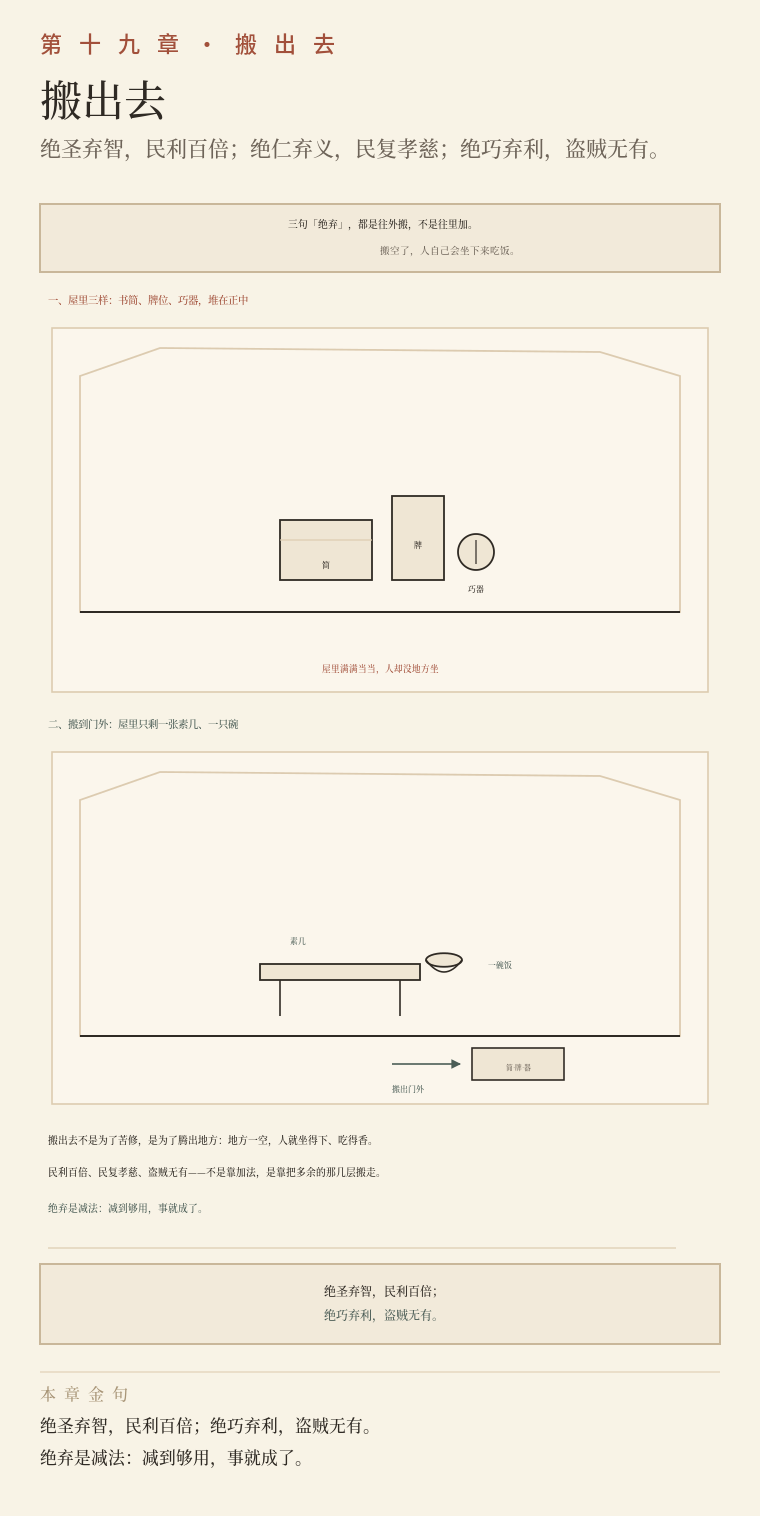 第十九章·搬出去
搬出去
绝圣弃智，民利百倍；绝仁弃义，民复孝慈；绝巧弃利，盗贼无有。
三句「绝弃」，都是往外搬，不是往里加。
搬空了，人自己会坐下来吃饭。
一、屋里三样：书简、牌位、巧器，堆在正中
简
牌
巧器
屋里满满当当，人却没地方坐
二、搬到门外：屋里只剩一张素几、一只碗
素几
一碗饭
简·牌·器
搬出门外
搬出去不是为了苦修，是为了腾出地方：地方一空，人就坐得下、吃得香。
民利百倍、民复孝慈、盗贼无有——不是靠加法，是靠把多余的那几层搬走。
绝弃是减法：减到够用，事就成了。
绝圣弃智，民利百倍；
绝巧弃利，盗贼无有。
本章金句
绝圣弃智，民利百倍；绝巧弃利，盗贼无有。
绝弃是减法：减到够用，事就成了。